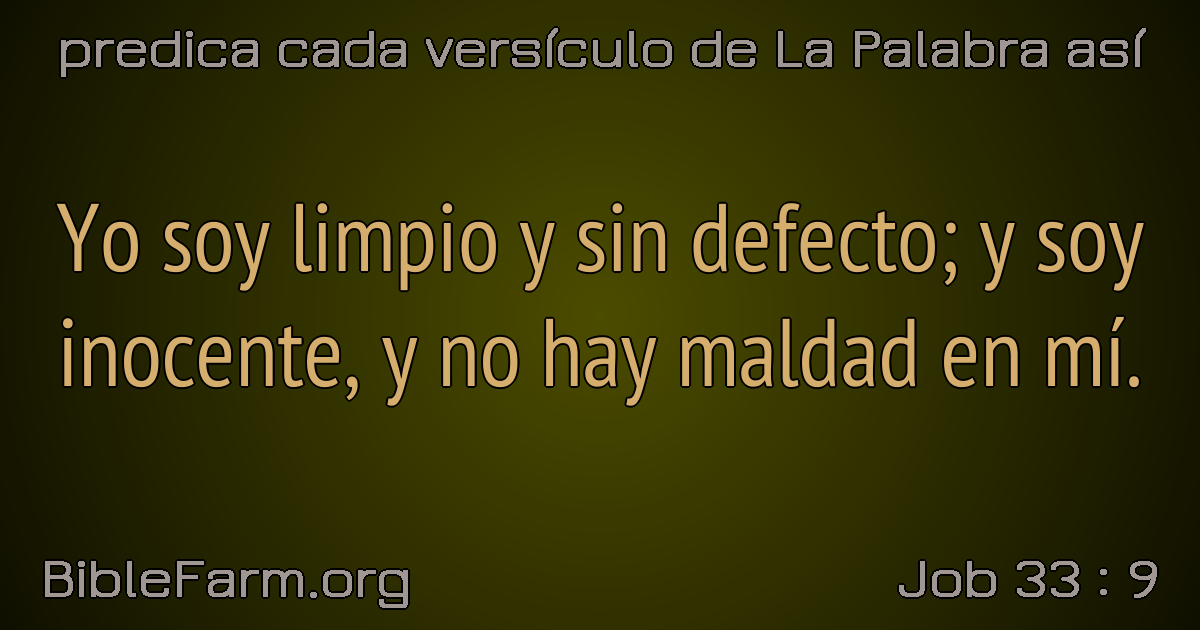 predica cada versículo de La Palabra así
Yo soy limpio y sin defecto; y soy
inocente, y no hay maldad en mí.
BibleFarm.org
Job 33 : 9